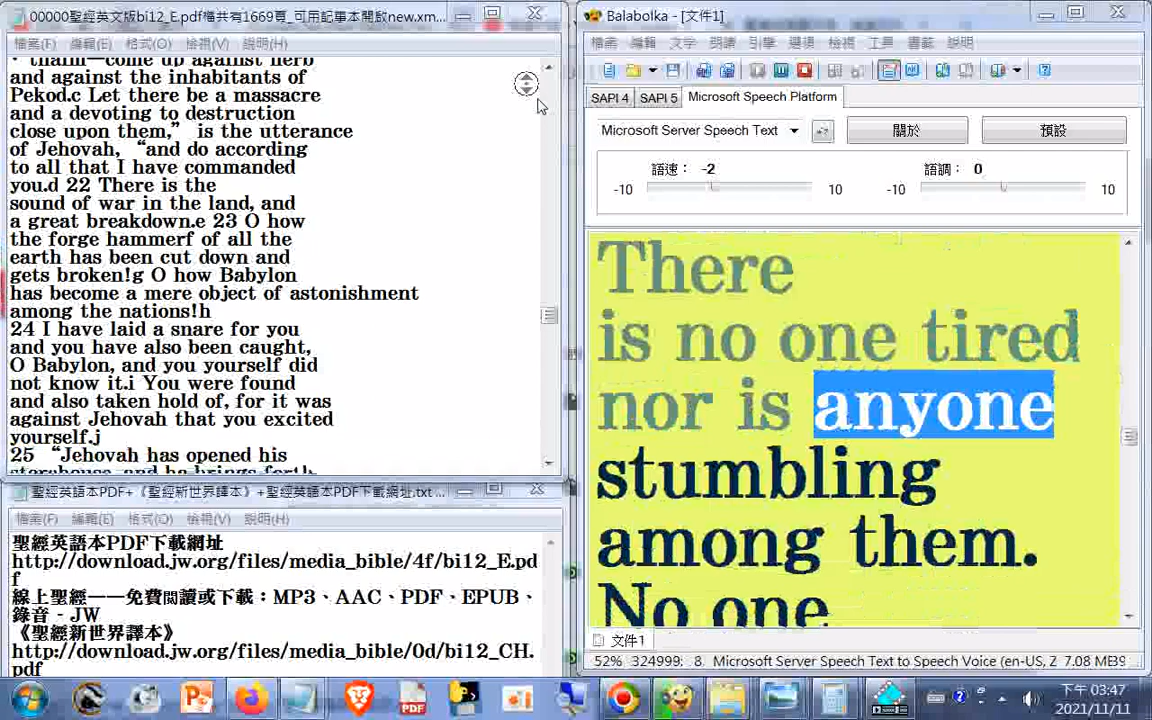 00000聖經英文版bi12_E.pdf檔共有1669頁_可用記事本開啟new.xm...
檔案(F) 編輯(E) 格式(O) 檢視(V) 說明(H)
and against the inhabitants of
Pekod.c Let there be a massacre
and a devoting to destruction
close upon them,” is the utterance
of Jehovah, “and do according
to all that I have commanded
you.d 22 There is the
sound of war in the land, and
a great breakdown.e 23 O how
the forge hammerf of all the
earth has been cut down and
gets broken!g O how Babylon
has become a mere object of astonishment
among the nations!h
24 I have laid a snare for you
and you have also been caught,
O Babylon, and you yourself did
not know it.i You were found
and also taken hold of, for it was
against Jehovah that you excited
yourself.j
25 “Jehovah has opened his
storehouse, and he brings forth
聖經英語本PDF+《聖經新世界譯本》+聖經英語本PDF下載網址.txt ...
檔案(F) 編輯(E) 格式(O) 檢視(V) 說明(H)
聖經英語本PDF下載網址
http://download.jw.org/files/media_bible/4f/bi12_E.pd
f
線上聖經——免費閱讀或下載：MP3、AAC、PDF、EPUB、
錄音 - JW
《聖經新世界譯本》
http://download.jw.org/files/media_bible/0d/bi12_CH.
pdf
Balabolka - [文件1]
檔案 編輯 文字 朗讀 引擎 選項 檢視 工具 書籤 說明
SAPI 4 SAPI 5 Microsoft Speech Platform
Microsoft Server Speech Text 關於 預設
語速： -2 語調： 0
-10 10 -10 10
There
is no one tired
nor is anyone
stumbling
among them.
No one
文件1
52% 324999: 8. Microsoft Server Speech Text to Speech Voice (en-US, Z 7.08 MB
下午 03:47
2021/11/11